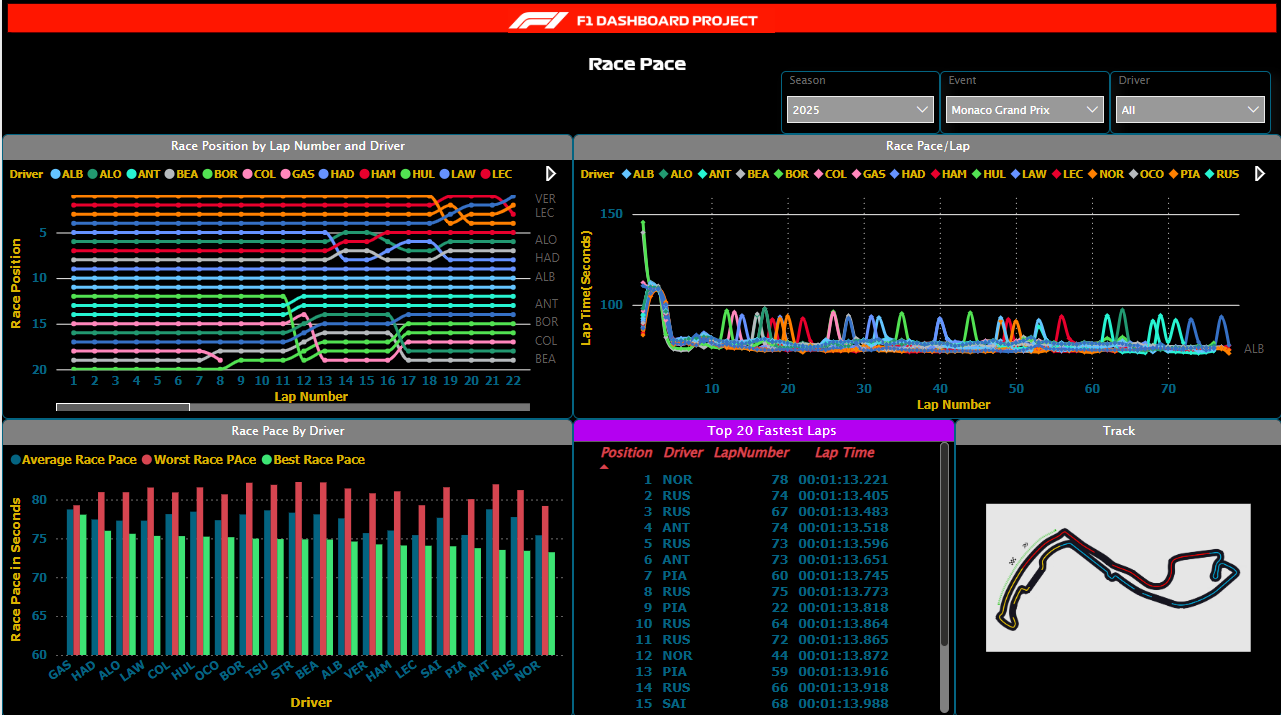 F1 DASHBOARD PROJECT
Race Pace
Season
2025
Event
Monaco Grand Prix
Driver
All
Race Position by Lap Number and Driver
Driver ALB ALO ANT BEA BOR COL GAS HAD HAM HUL LAW LEC
Race Position
5
10
15
20
VER
LEC
ALO
HAD
ALB
ANT
BOR
COL
BEA
1 2 3 4 5 6 7 8 9 10 11 12 13 14 15 16 17 18 19 20 21 22
Lap Number
Race Pace/Lap
Driver ALB ALO ANT BEA BOR COL GAS HAD HAM HUL LAW LEC NOR OCO PIA RUS
Lap Time(Seconds)
150
100
ALB
10 20 30 40 50 60 70
Lap Number
Race Pace By Driver
Average Race Pace Worst Race PAce Best Race Pace
Race Pace in Seconds
80
75
70
65
60
GAS HAD ALO LAW COL HUL OCO BOR TSU STR BEA ALB VER HAM LEC SAI PIA ANT RUS NOR
Driver
Top 20 Fastest Laps
Position Driver LapNumber Lap Time
1 NOR 78 00:01:13.221
2 RUS 74 00:01:13.405
3 RUS 67 00:01:13.483
4 ANT 74 00:01:13.518
5 RUS 73 00:01:13.596
6 ANT 73 00:01:13.651
7 PIA 60 00:01:13.745
8 RUS 75 00:01:13.773
9 PIA 22 00:01:13.818
10 RUS 64 00:01:13.864
11 RUS 72 00:01:13.865
12 NOR 44 00:01:13.872
13 PIA 59 00:01:13.916
14 RUS 66 00:01:13.918
15 SAI 68 00:01:13.988
Track